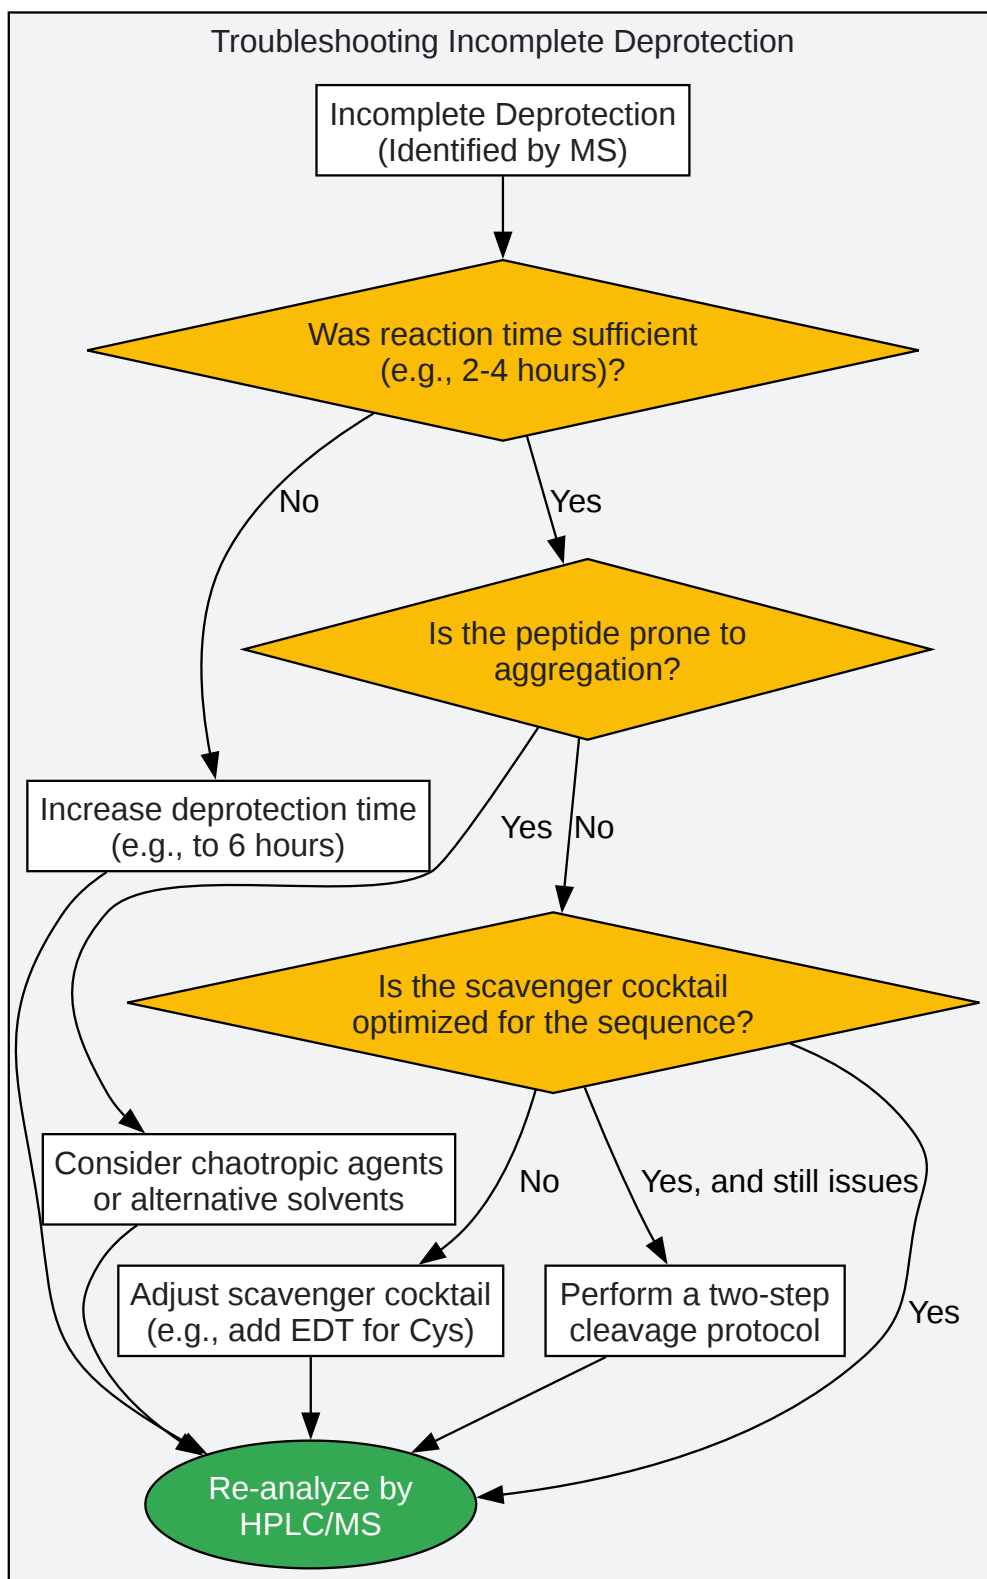 Troubleshooting Incomplete Deprotection
Incomplete Deprotection
(Identified by MS)
Was reaction time sufficient
(e.g., 2-4 hours)?
No
Yes
Is the peptide prone to
aggregation?
Increase deprotection time
(e.g., to 6 hours)
Yes
No
Is the scavenger cocktail
optimized for the sequence?
Consider chaotropic agents
or alternative solvents
No
Yes, and still issues
Adjust scavenger cocktail
(e.g., add EDT for Cys)
Perform a two-step
cleavage protocol
Yes
Re-analyze by
HPLC/MS